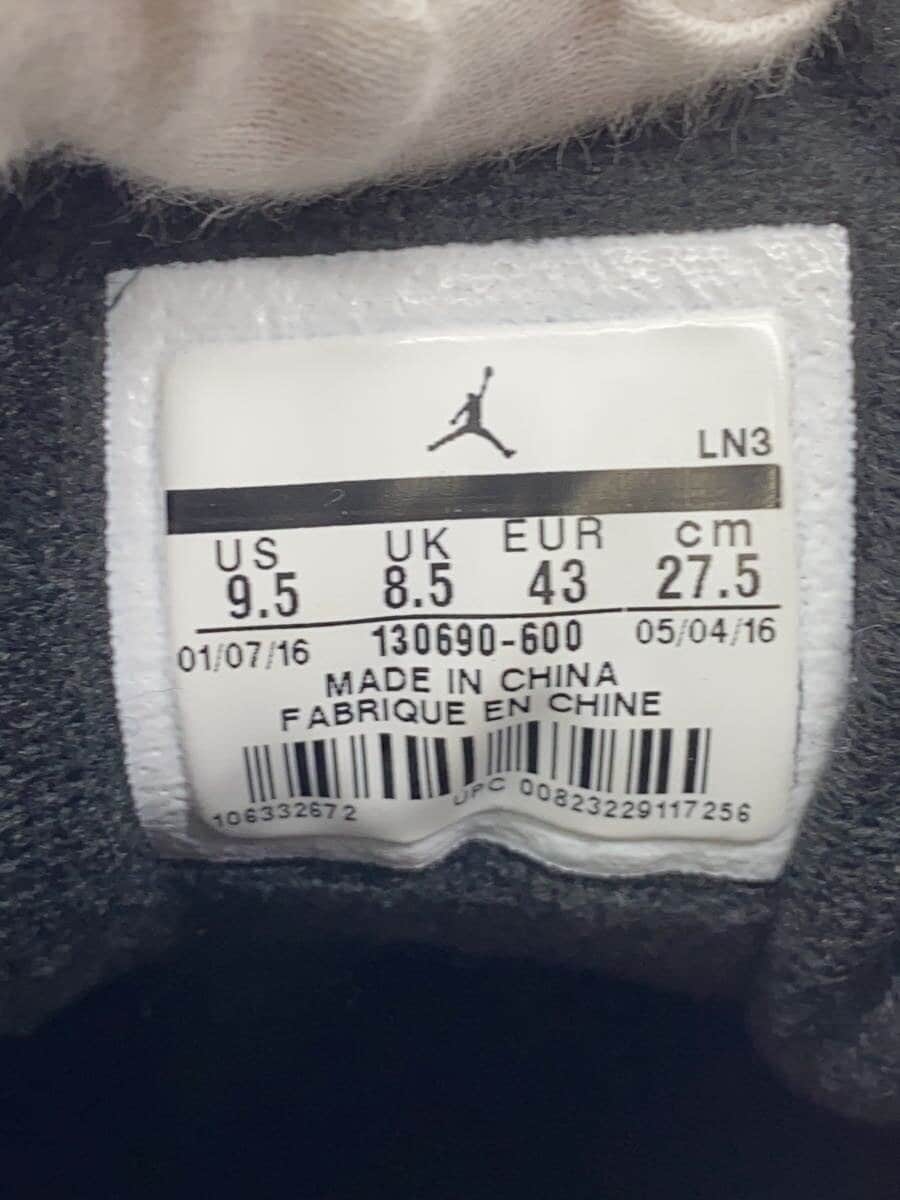 LN3
US UK EUR cm
9.5 8.5 43 27.5
01/07/16 130690-600 05/04/16
MADE IN CHINA
FABRIQUE EN CHINE
106332672 UPC 00823229117256